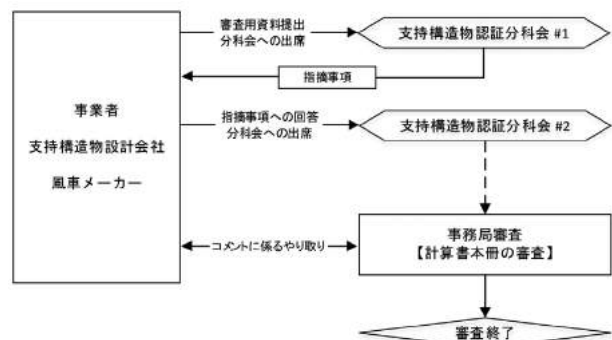 審査用資料提出
分科会への出席
支持構造物認証分科会 #1
指摘事項
事業者
支持構造物設計会社
風車メーカー
指摘事項への回答
分科会への出席
支持構造物認証分科会 #2
コメントに係るやり取り
事務局審査
【計算書本冊の審査】
審査終了